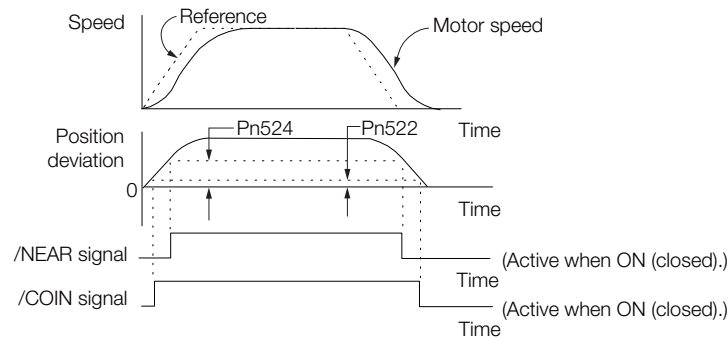 Speed
Reference
Motor speed
Time
Position
deviation
Pn524
Pn522
0
Time
/NEAR signal
(Active when ON (closed).)
Time
/COIN signal
(Active when ON (closed).)
Time